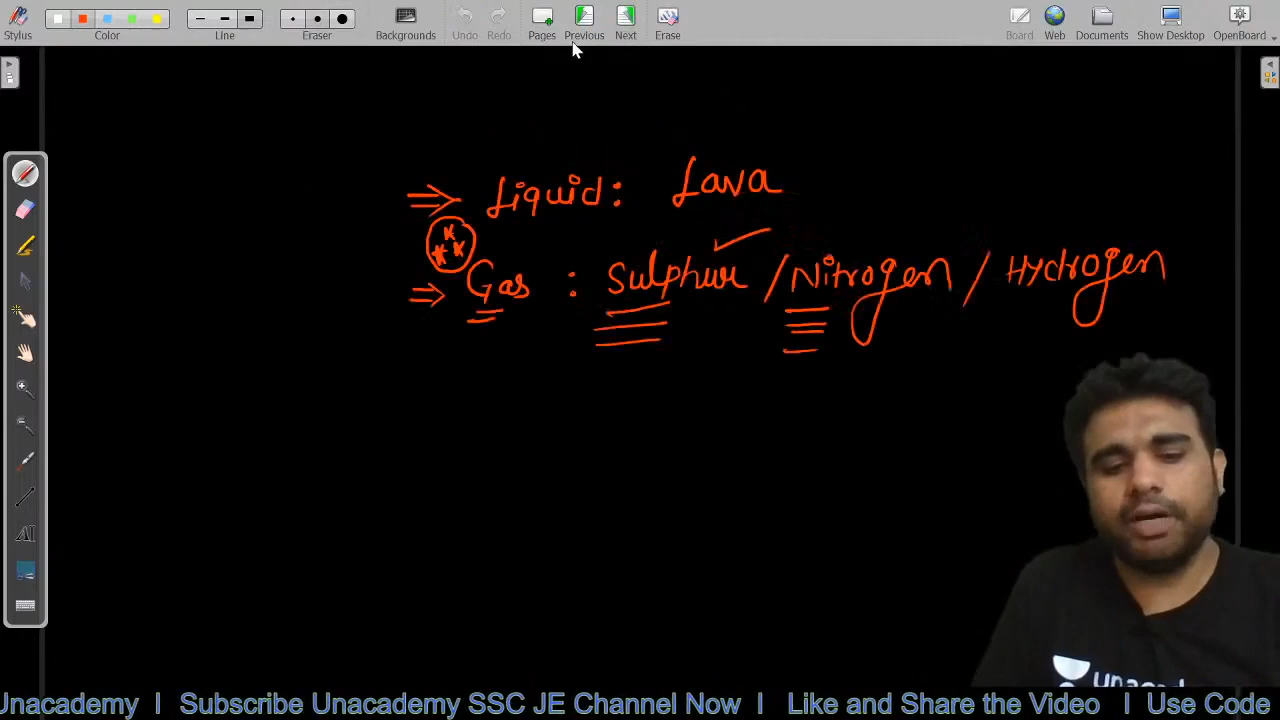 Stylus Color Line Eraser Backgrounds Undo Redo Pages Previous Next Erase Board Web Documents Show Desktop OpenBoard
⇒ Liquid: Lava
⇒ Gas : Sulphur / Nitrogen / Hydrogen
unacad
Unacademy I Subscribe Unacademy SSC JE Channel Now I Like and Share the Video I Use Code